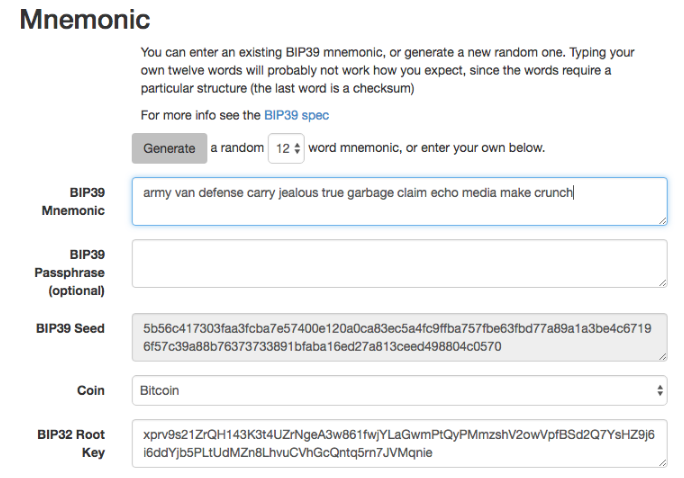 Mnemonic
You can enter an existing BIP39 mnemonic, or generate a new random one. Typing your
own twelve words will probably not work how you expect, since the words require a
particular structure (the last word is a checksum)
For more info see the BIP39 spec
Generate a random 12 word mnemonic, or enter your own below.
BIP39
Mnemonic
army van defense carry jealous true garbage claim echo media make crunch
BIP39
Passphrase
(optional)
BIP39 Seed
5b56c417303faa3fcba7e57400e120a0ca83ec5a4fc9ffba757fbe63fbd77a89a1a3be4c6719
6f57c39a88b76373733891bfaba16ed27a813ceed498804c0570
Coin
Bitcoin
BIP32 Root
Key
xprv9s21ZrQH143K3t4UZrNgeA3w861fwjYLaGwmPtQyPMmzshV2owVpfBSd2Q7YsHZ9j6
i6ddYjb5PLtUdMZn8LhvuCVhGcQntq5rn7JVMqnie